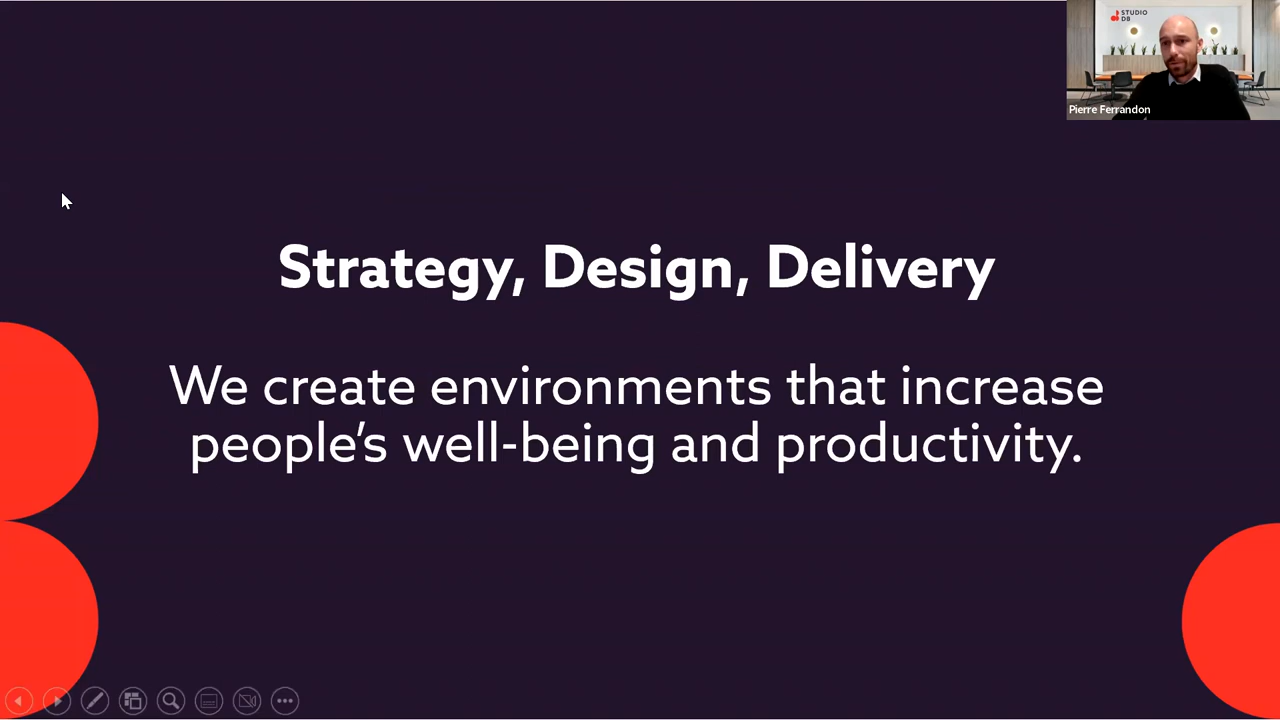 STUDIO
DB
Pierre Ferrandon
Strategy, Design, Delivery
We create environments that increase
people’s well-being and productivity.